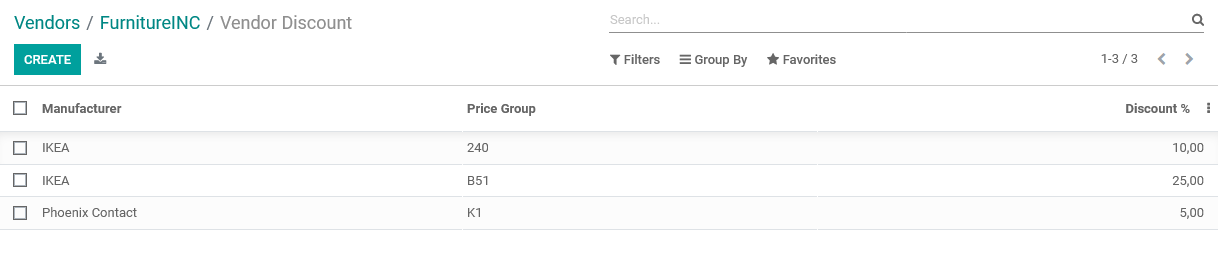 Vendors / FurnitureINC / Vendor Discount
Search...
CREATE
Filters Group By Favorites 1-3 / 3
Manufacturer Price Group Discount %
IKEA 240 10,00
IKEA B51 25,00
Phoenix Contact K1 5,00